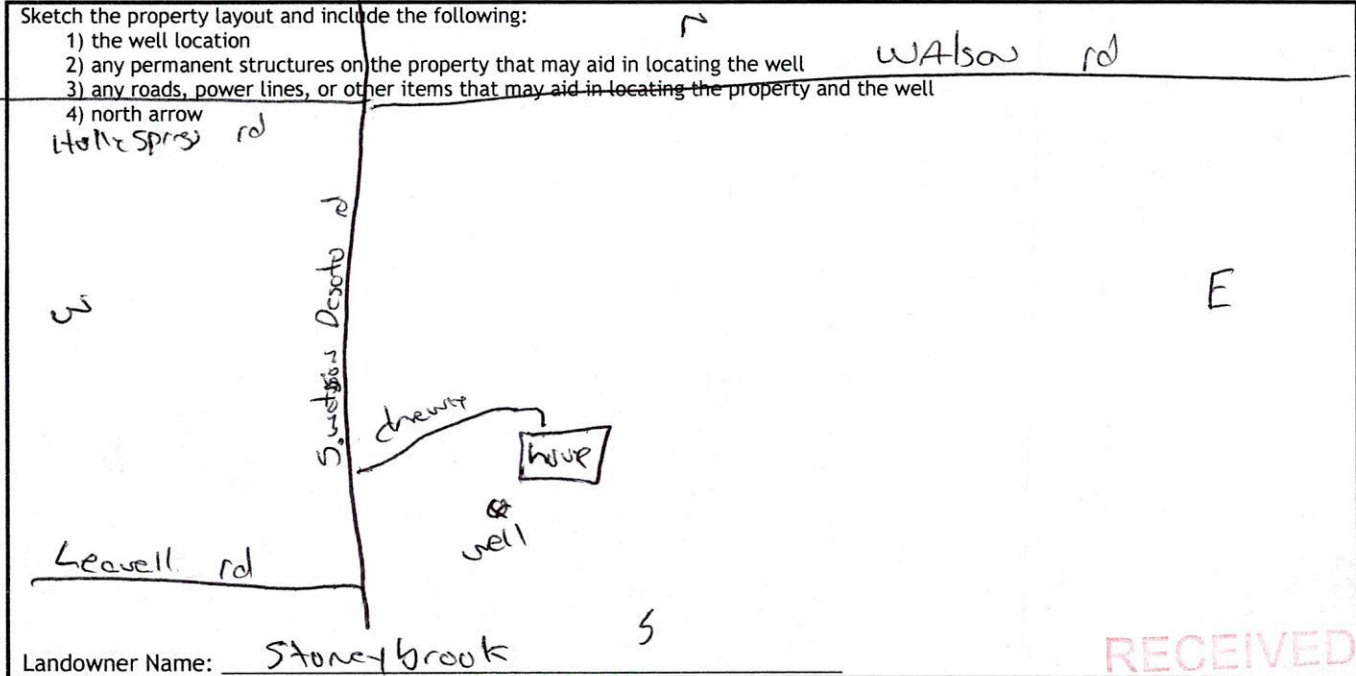 Sketch the property layout and include the following:
N
1) the well location
2) any permanent structures on the property that may aid in locating the well
WAlson rd
3) any roads, power lines, or other items that may aid in locating the property and the well
4) north arrow
rd
W
Desoto rd
E
house
well
Leavell rd
S
Landowner Name: Stoneybrook
RECEIVED